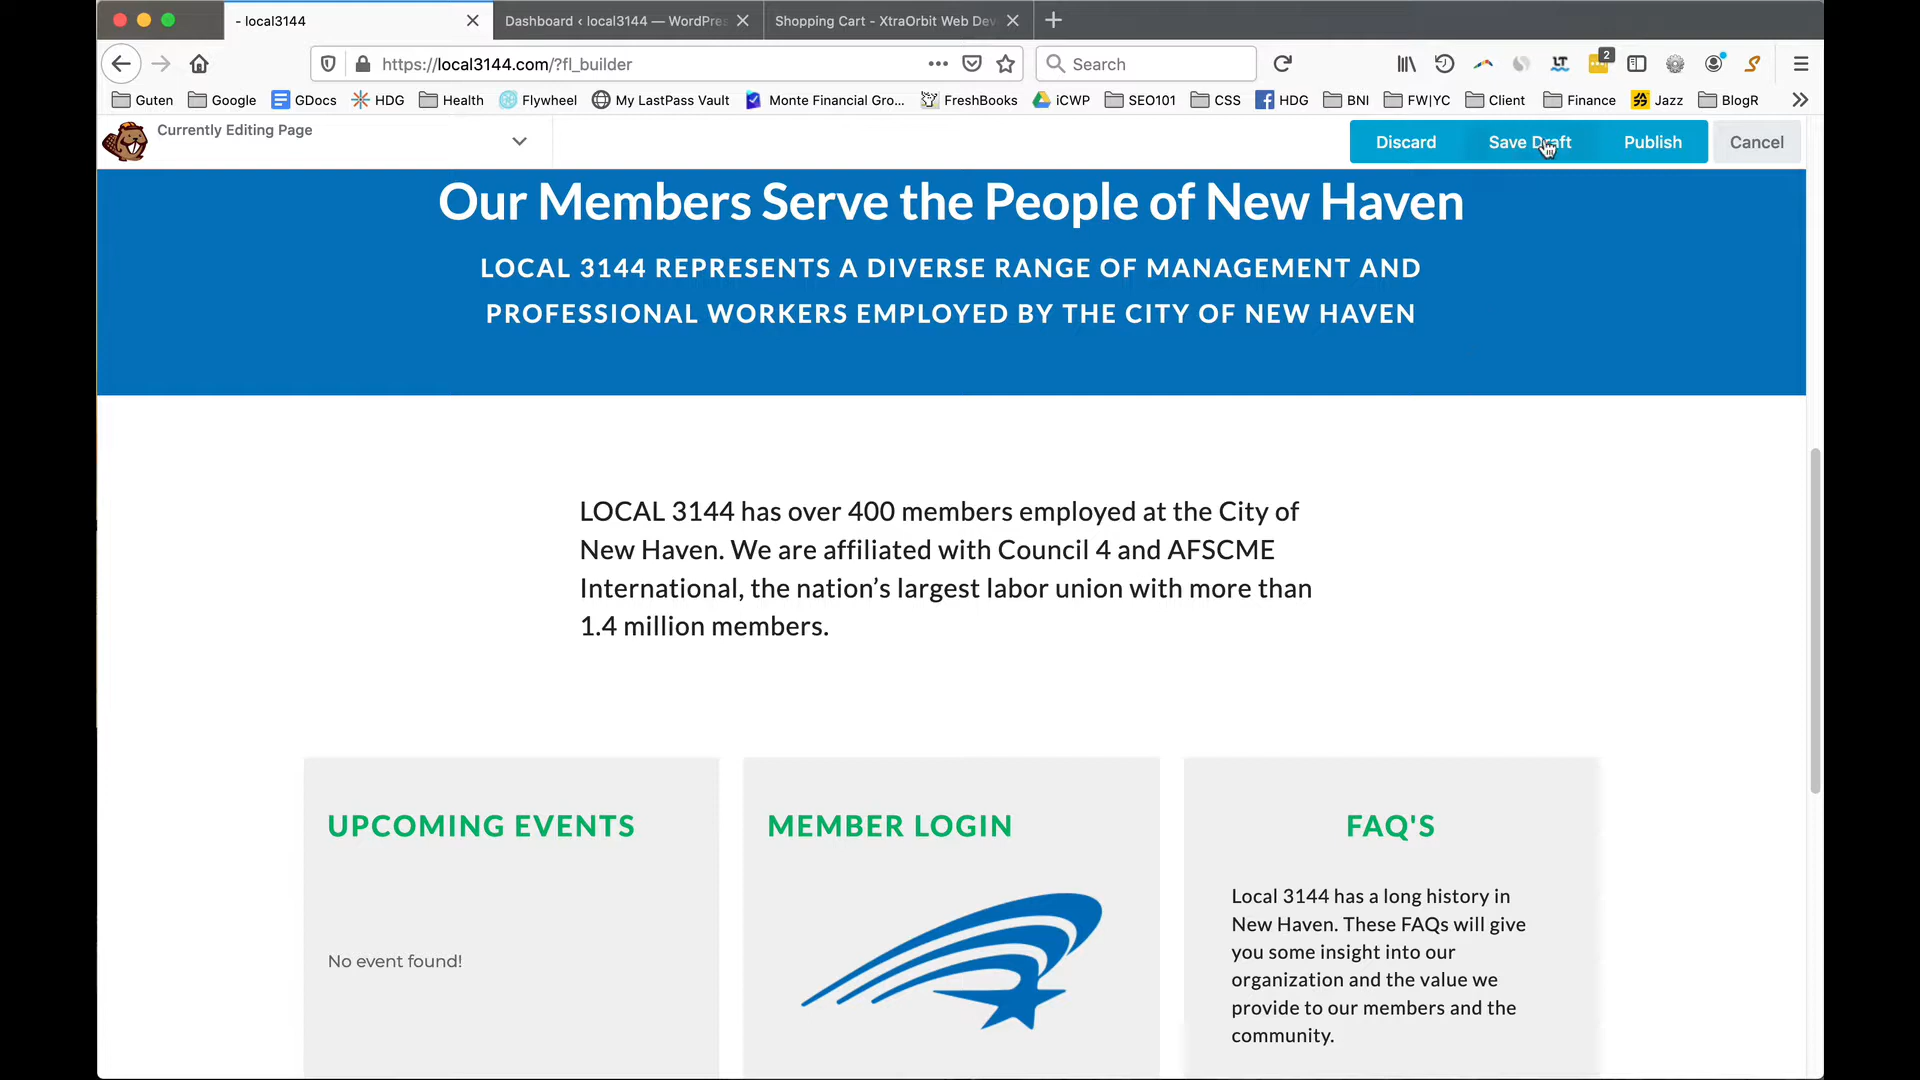 - local3144
Dashboard ‹ local3144 — WordPre
Shopping Cart - XtraOrbit Web Dev
https://local3144.com/?fl_builder
Search
2
Guten
Google
GDocs
HDG
Health
Flywheel
My LastPass Vault
Monte Financial Gro...
FreshBooks
iCWP
SEO101
CSS
HDG
BNI
FW|YC
Client
Finance
Jazz
BlogR
Currently Editing Page
Discard
Save Draft
Publish
Cancel
Our Members Serve the People of New Haven
LOCAL 3144 REPRESENTS A DIVERSE RANGE OF MANAGEMENT AND
PROFESSIONAL WORKERS EMPLOYED BY THE CITY OF NEW HAVEN
LOCAL 3144 has over 400 members employed at the City of
New Haven. We are affiliated with Council 4 and AFSCME
International, the nation’s largest labor union with more than
1.4 million members.
UPCOMING EVENTS
No event found!
MEMBER LOGIN
FAQ'S
Local 3144 has a long history in
New Haven. These FAQs will give
you some insight into our
organization and the value we
provide to our members and the
community.